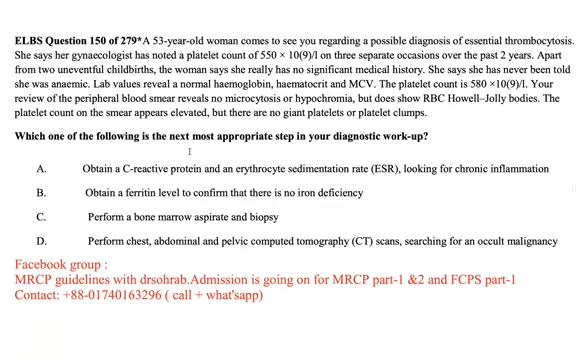 ELBS Question 150 of 279*A 53-year-old woman comes to see you regarding a possible diagnosis of essential thrombocytosis.
She says her gynaecologist has noted a platelet count of 550 × 10(9)/l on three separate occasions over the past 2 years. Apart
from two uneventful childbirths, the woman says she really has no significant medical history. She says she has never been told
she was anaemic. Lab values reveal a normal haemoglobin, haematocrit and MCV. The platelet count is 580 ×10(9)/l. Your
review of the peripheral blood smear reveals no microcytosis or hypochromia, but does show RBC Howell–Jolly bodies. The
platelet count on the smear appears elevated, but there are no giant platelets or platelet clumps.
Which one of the following is the next most appropriate step in your diagnostic work-up?
A. Obtain a C-reactive protein and an erythrocyte sedimentation rate (ESR), looking for chronic inflammation
B. Obtain a ferritin level to confirm that there is no iron deficiency
C. Perform a bone marrow aspirate and biopsy
D. Perform chest, abdominal and pelvic computed tomography (CT) scans, searching for an occult malignancy
Facebook group :
MRCP guidelines with drsohrab.Admission is going on for MRCP part-1 &2 and FCPS part-1
Contact: +88-01740163296 ( call + what'sapp)